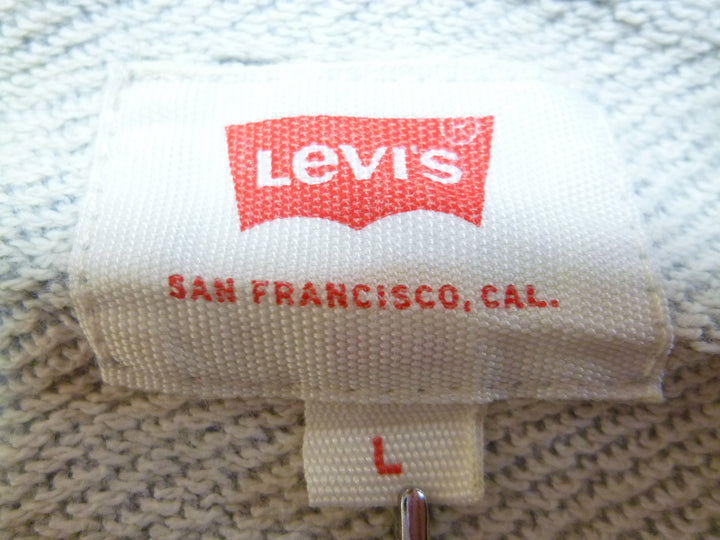 LEVI'S®
SAN FRANCISCO, CAL.
L